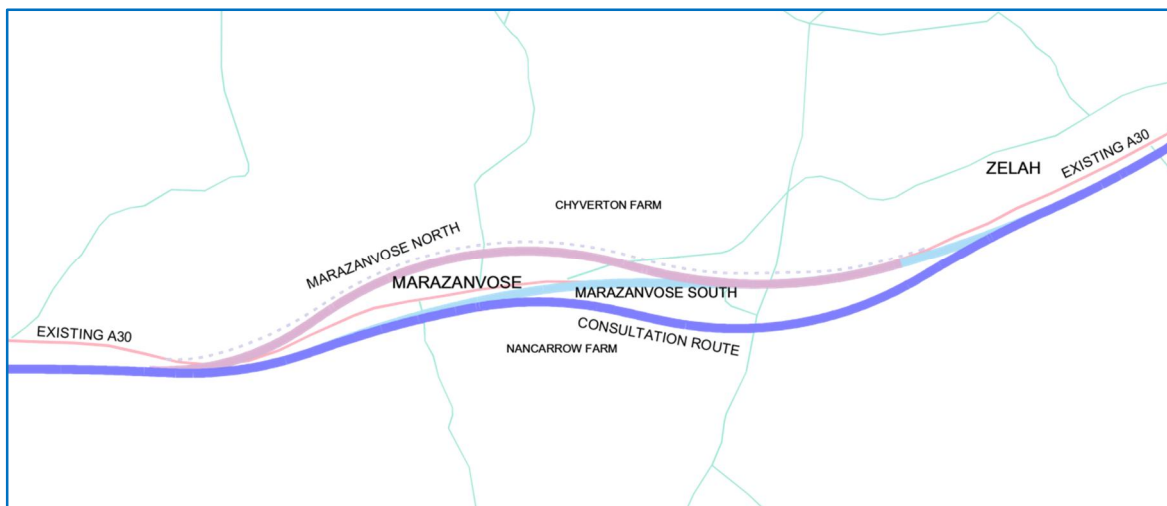 ZELAH
EXISTING A30
CHYVERTON FARM
MARAZANVOSE NORTH
MARAZANVOSE
MARAZANVOSE SOUTH
CONSULTATION ROUTE
EXISTING A30
NANCARROW FARM